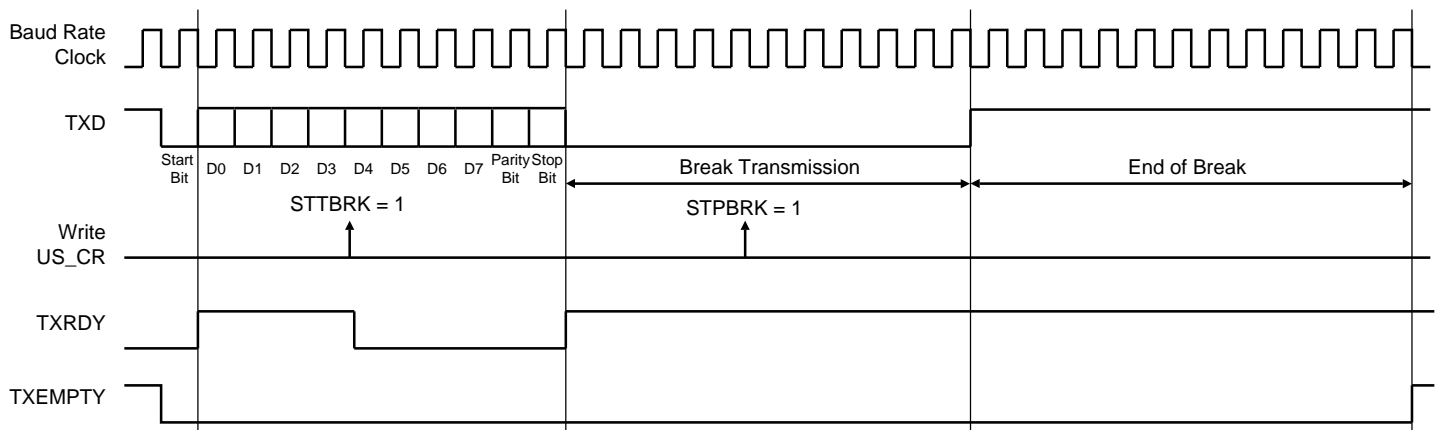 Baud Rate
Clock
TXD
Start
Bit
D0 D1 D2 D3 D4 D5 D6 D7
Parity
Bit
Stop
Bit
Break Transmission
End of Break
STTBRK = 1
STPBRK = 1
Write
US_CR
TXRDY
TXEMPTY